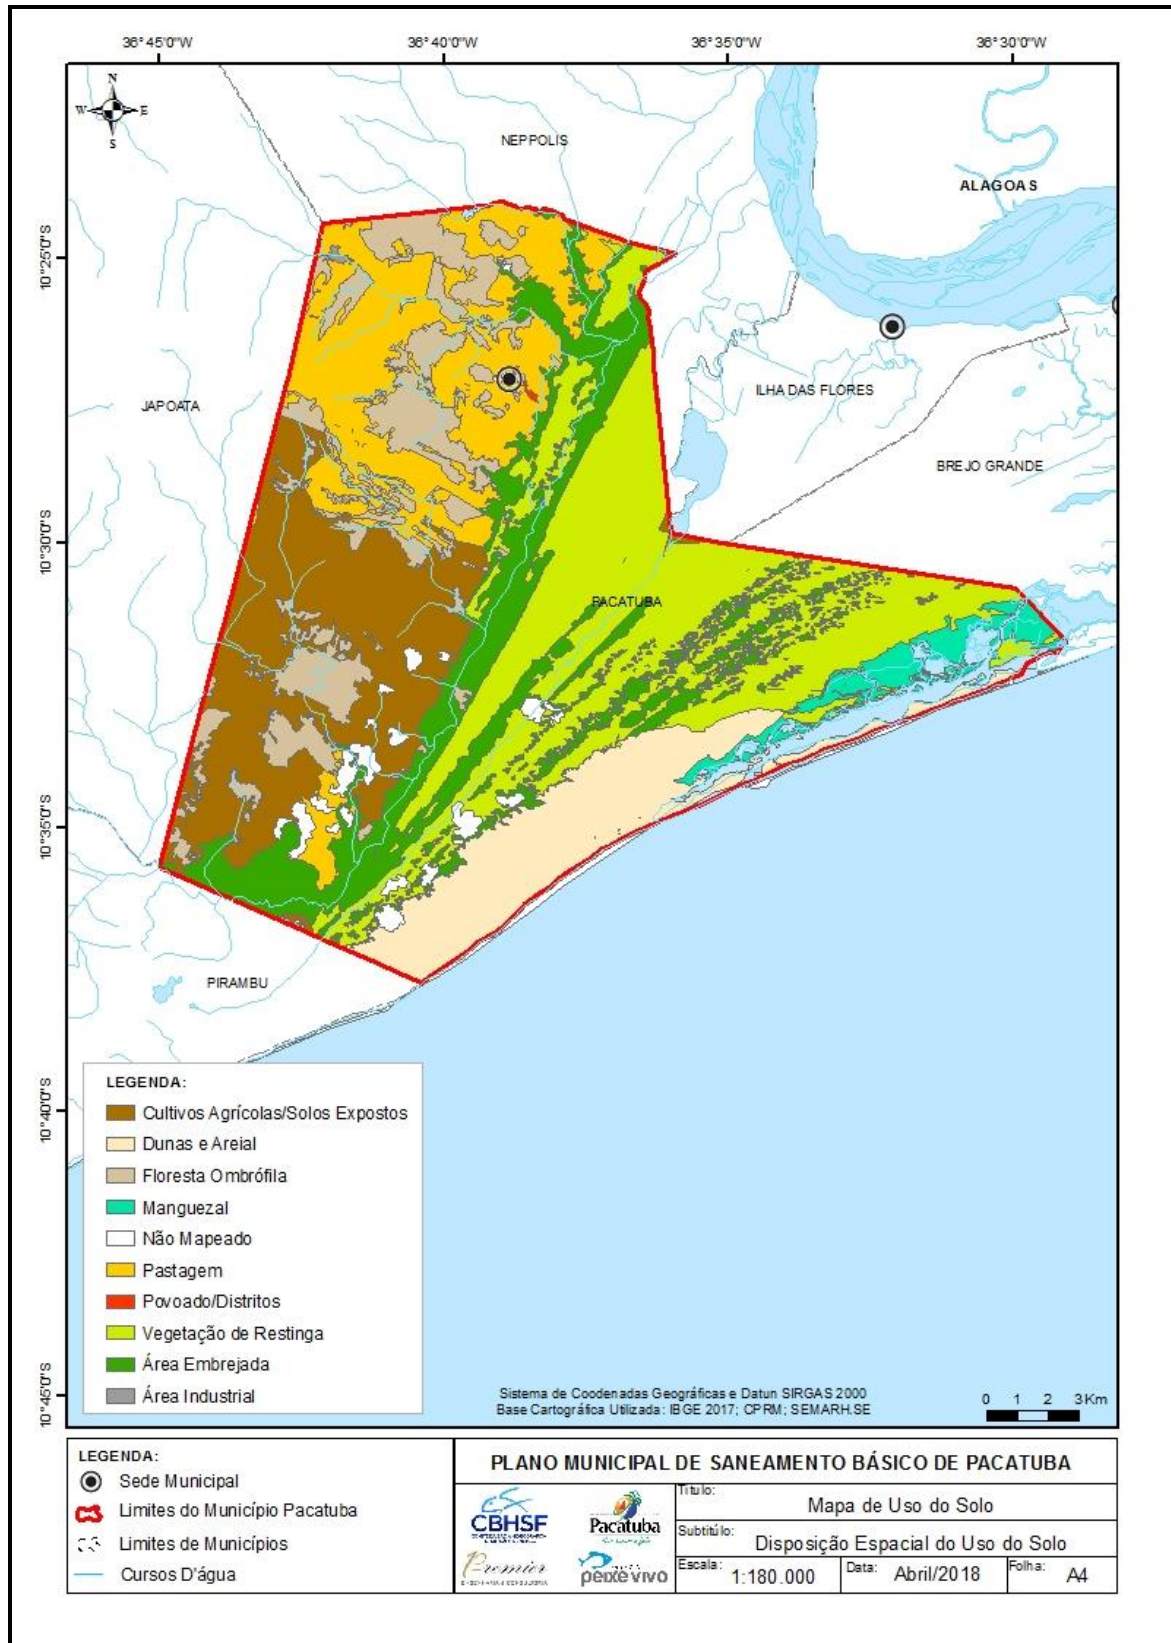 36°45'0"W
36°40'0"W
36°35'0"W
36°30'0"W
N
W
E
S
NEPPOLIS
ALAGOAS
10°25'0"S
JAPOATA
ILHA DAS FLORES
BREJO GRANDE
10°30'0"S
PACATUBA
10°35'0"S
PIRAMBU
10°40'0"S
10°45'0"S
LEGENDA:
Cultivos Agrícolas/Solos Expostos
Dunas e Areial
Floresta Ombrófila
Manguezal
Não Mapeado
Pastagem
Povoado/Distritos
Vegetação de Restinga
Área Embrejada
Área Industrial
Sistema de Coodenadas Geográficas e Datun SIRGAS 2000
Base Cartográfica Utilizada: IBGE 2017; CPRM; SEMARH.SE
0 1 2 3Km
LEGENDA:
Sede Municipal
Limites do Município Pacatuba
Limites de Municípios
Cursos D'água
PLANO MUNICIPAL DE SANEAMENTO BÁSICO DE PACATUBA
CBHSF
Pacatuba
Premier
peixe vivo
Titulo:
Mapa de Uso do Solo
Subtitúlo:
Disposição Espacial do Uso do Solo
Escala:
1:180.000
Data:
Abril/2018
Folha:
A4